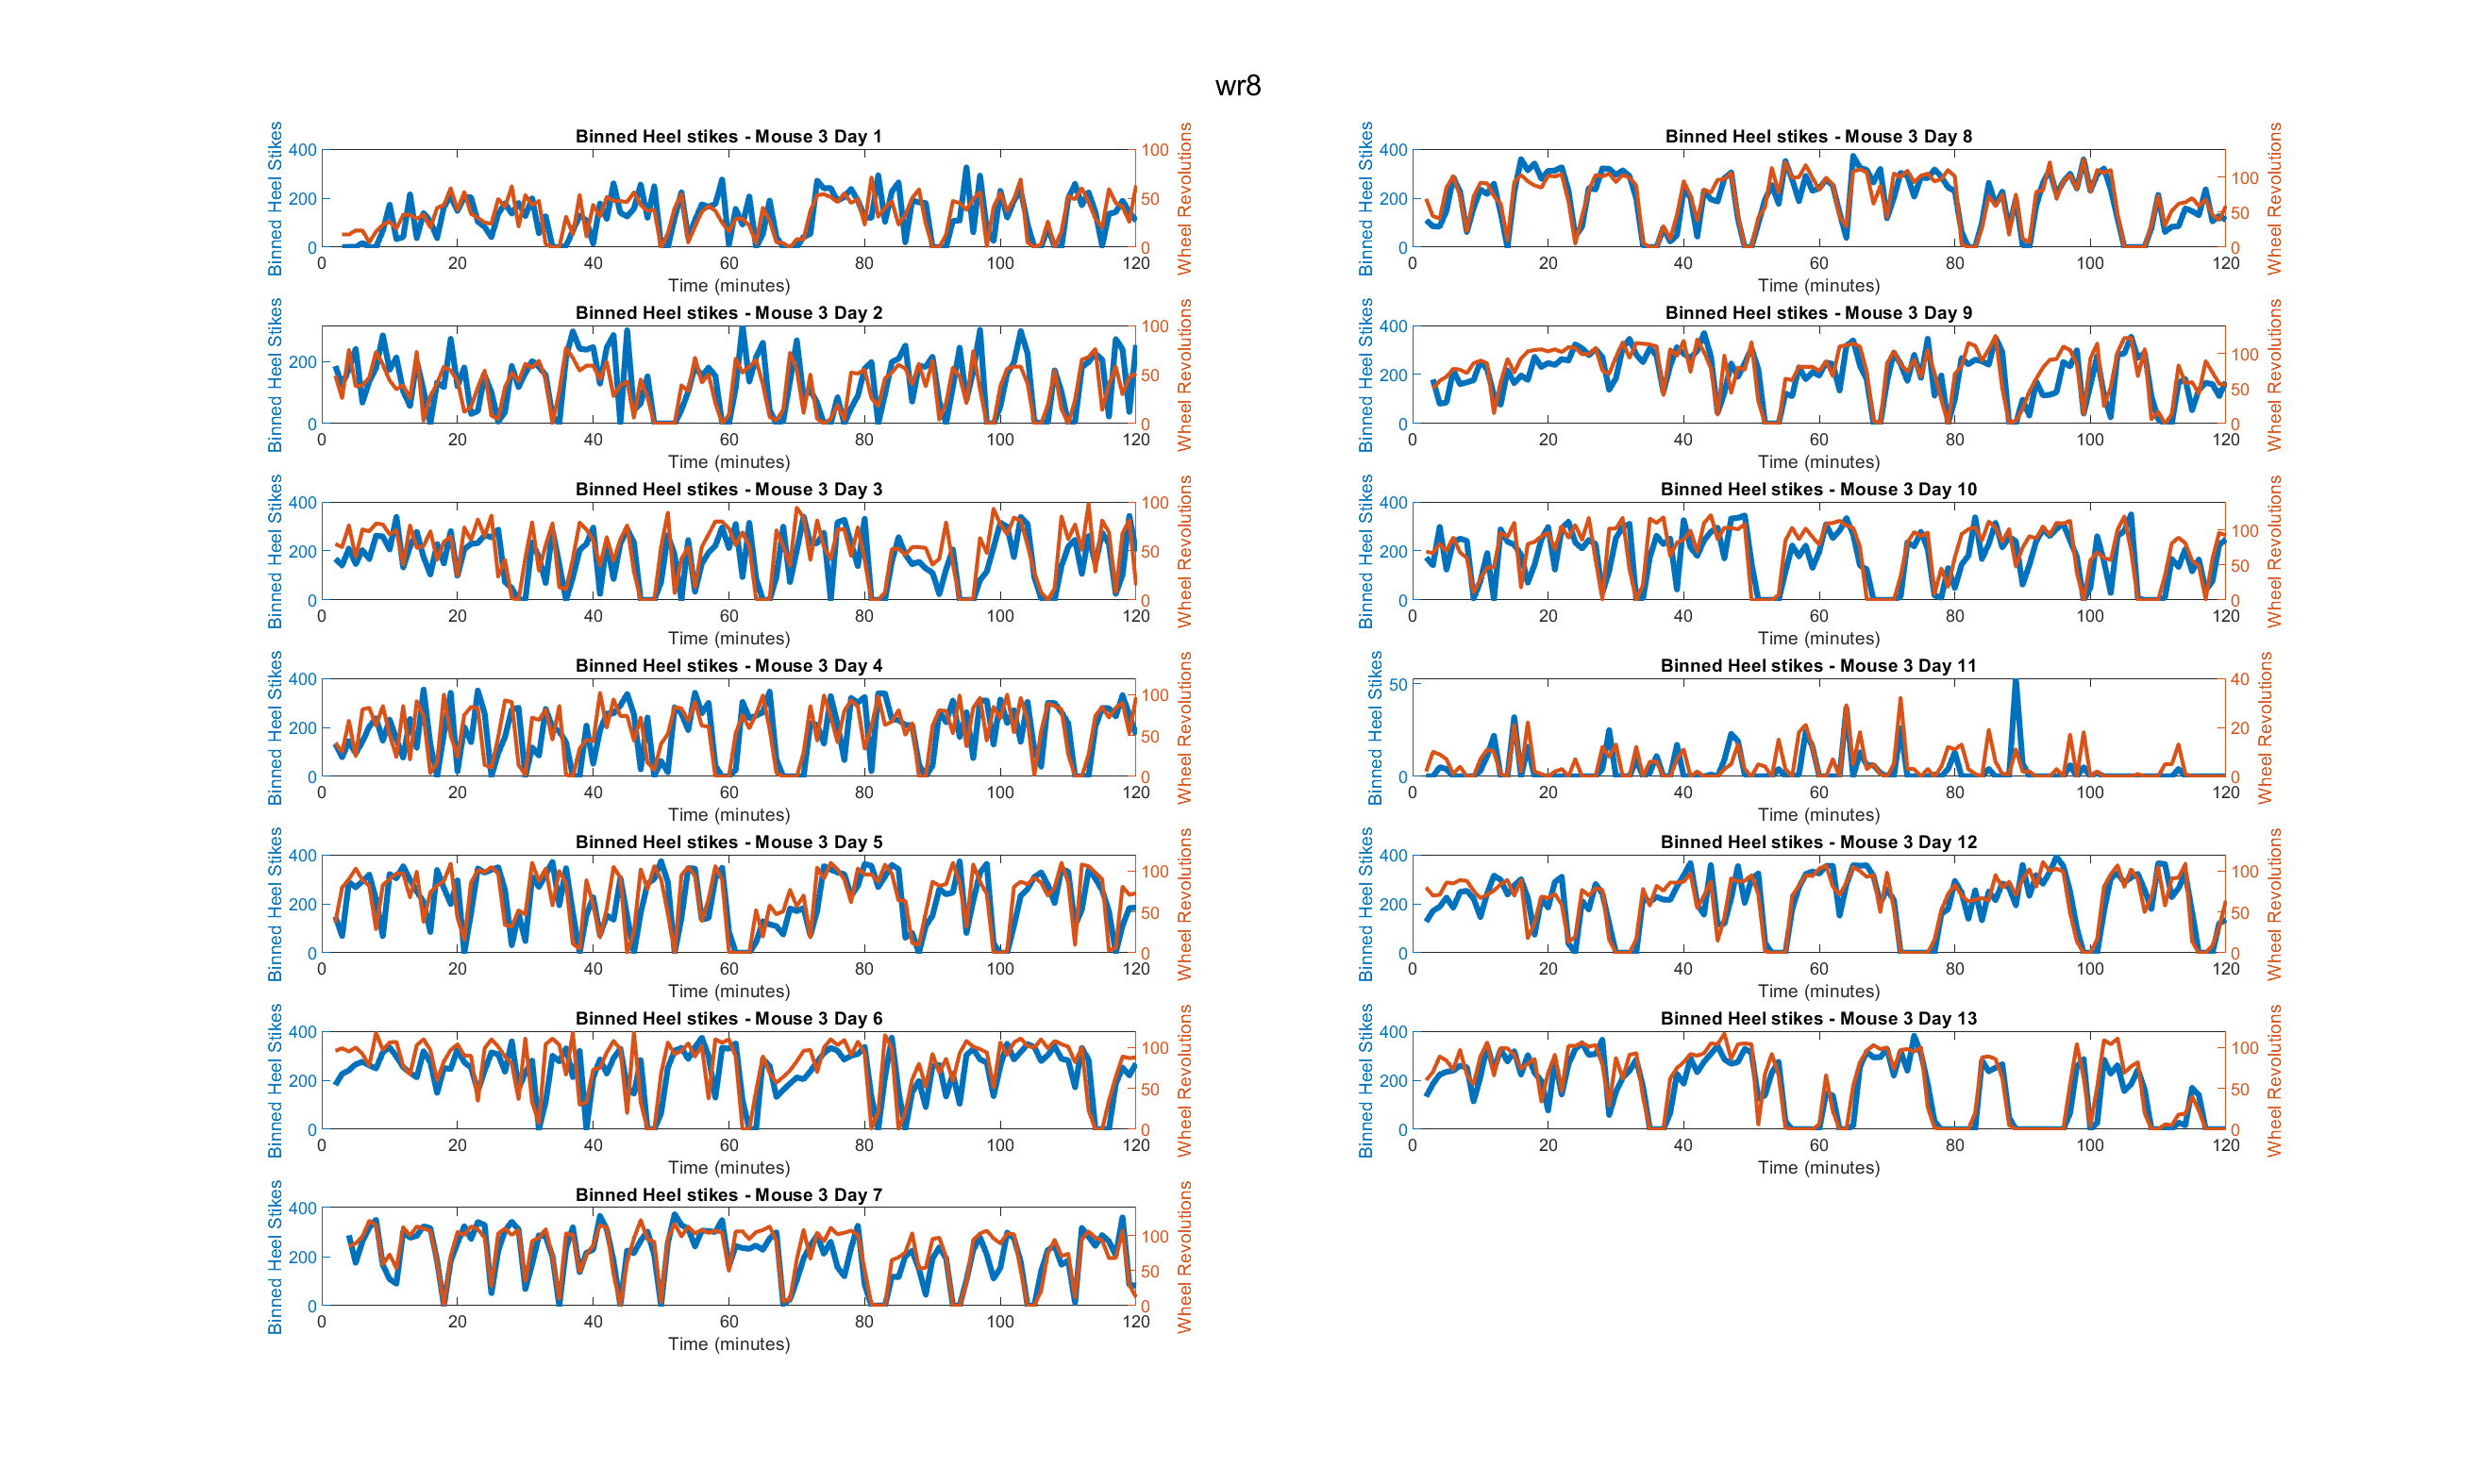 wr8
Binned Heel stikes - Mouse 3 Day 1
Binned Heel Stikes
400
200
0
100
50
0
Wheel Revolutions
0 20 40 60 80 100 120
Time (minutes)
Binned Heel stikes - Mouse 3 Day 2
Binned Heel Stikes
200
0
100
50
0
Wheel Revolutions
0 20 40 60 80 100 120
Time (minutes)
Binned Heel stikes - Mouse 3 Day 3
Binned Heel Stikes
400
200
0
100
50
0
Wheel Revolutions
0 20 40 60 80 100 120
Time (minutes)
Binned Heel stikes - Mouse 3 Day 4
Binned Heel Stikes
400
200
0
100
50
0
Wheel Revolutions
0 20 40 60 80 100 120
Time (minutes)
Binned Heel stikes - Mouse 3 Day 5
Binned Heel Stikes
400
200
0
100
50
0
Wheel Revolutions
0 20 40 60 80 100 120
Time (minutes)
Binned Heel stikes - Mouse 3 Day 6
Binned Heel Stikes
400
200
0
100
50
0
Wheel Revolutions
0 20 40 60 80 100 120
Time (minutes)
Binned Heel stikes - Mouse 3 Day 7
Binned Heel Stikes
400
200
0
100
50
0
Wheel Revolutions
0 20 40 60 80 100 120
Time (minutes)
Binned Heel stikes - Mouse 3 Day 8
Binned Heel Stikes
400
200
0
100
50
0
Wheel Revolutions
0 20 40 60 80 100 120
Time (minutes)
Binned Heel stikes - Mouse 3 Day 9
Binned Heel Stikes
400
200
0
100
50
0
Wheel Revolutions
0 20 40 60 80 100 120
Time (minutes)
Binned Heel stikes - Mouse 3 Day 10
Binned Heel Stikes
400
200
0
100
50
0
Wheel Revolutions
0 20 40 60 80 100 120
Time (minutes)
Binned Heel stikes - Mouse 3 Day 11
Binned Heel Stikes
50
0
40
20
0
Wheel Revolutions
0 20 40 60 80 100 120
Time (minutes)
Binned Heel stikes - Mouse 3 Day 12
Binned Heel Stikes
400
200
0
100
50
0
Wheel Revolutions
0 20 40 60 80 100 120
Time (minutes)
Binned Heel stikes - Mouse 3 Day 13
Binned Heel Stikes
400
200
0
100
50
0
Wheel Revolutions
0 20 40 60 80 100 120
Time (minutes)